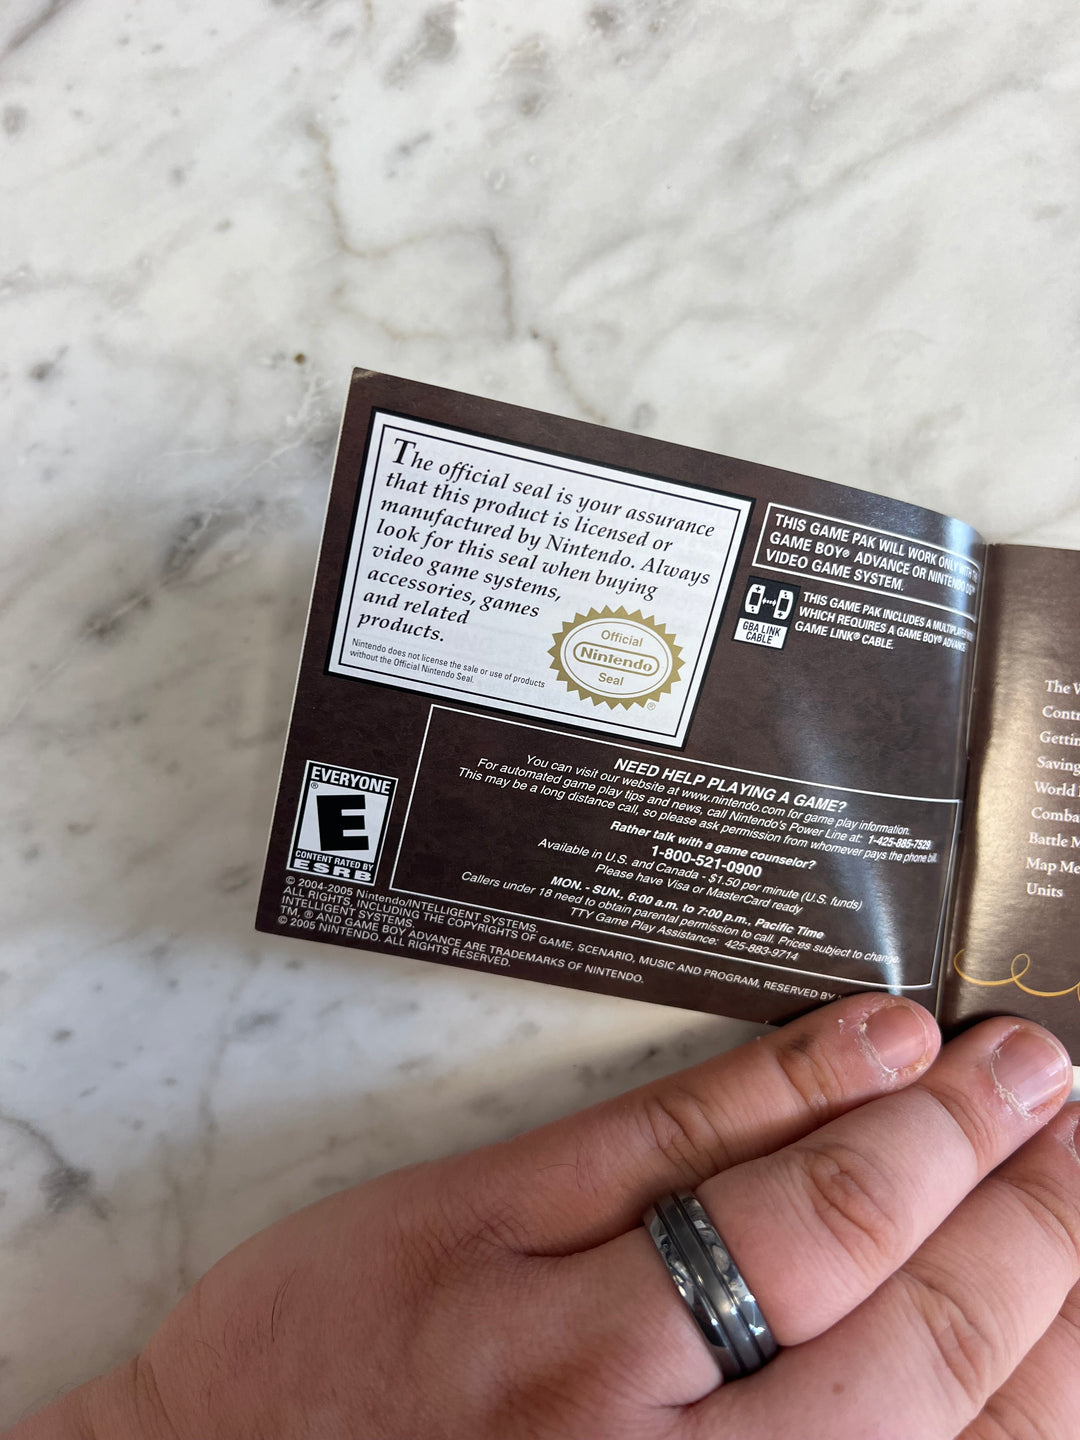 The official seal is your assurance
that this product is licensed or
manufactured by Nintendo. Always
look for this seal when buying
video game systems,
accessories, games
and related
products.
Nintendo does not license the sale or use of products
without the Official Nintendo Seal.
Official
Nintendo
Seal
®
THIS GAME PAK WILL WORK ONLY WITH THE
GAME BOY® ADVANCE OR NINTENDO DS™
VIDEO GAME SYSTEM.
GBA LINK
CABLE
THIS GAME PAK INCLUDES A MULTIPLAYER
WHICH REQUIRES A GAME BOY® ADVANCE
GAME LINK® CABLE.
NEED HELP PLAYING A GAME?
You can visit our website at www.nintendo.com for game play information.
For automated game play tips and news, call Nintendo's Power Line at: 1-425-885-7529
This may be a long distance call, so please ask permission from whomever pays the phone bill.
Rather talk with a game counselor?
1-800-521-0900
Available in U.S. and Canada - $1.50 per minute (U.S. funds)
Please have Visa or MasterCard ready
MON. - SUN., 6:00 a.m. to 7:00 p.m., Pacific Time
Callers under 18 need to obtain parental permission to call. Prices subject to change.
TTY Game Play Assistance: 425-883-9714
EVERYONE
®
E
CONTENT RATED BY
ESRB
© 2004-2005 Nintendo/INTELLIGENT SYSTEMS.
ALL RIGHTS, INCLUDING THE COPYRIGHTS OF GAME, SCENARIO, MUSIC AND PROGRAM, RESERVED BY
INTELLIGENT SYSTEMS.
TM, ® AND GAME BOY ADVANCE ARE TRADEMARKS OF NINTENDO.
© 2005 NINTENDO. ALL RIGHTS RESERVED.
The
Saving
World
Battle
Map
Units